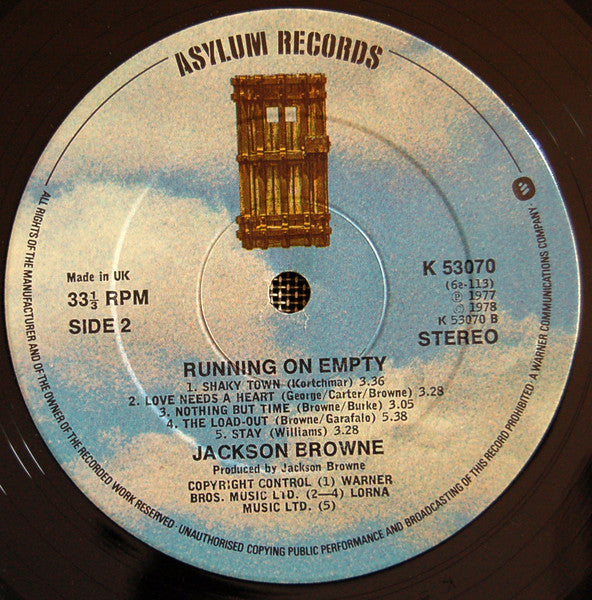 ASYLUM RECORDS
Made in UK
33⅓ RPM
SIDE 2
K 53070
(6E-113)
Ⓟ 1977
© 1978
K 53070 B
STEREO
RUNNING ON EMPTY
1. SHAKY TOWN (Kortchmar) 3.36
2. LOVE NEEDS A HEART (George/Carter/Browne) 3.28
3. NOTHING BUT TIME (Browne/Burke) 3.05
4. THE LOAD-OUT (Browne/Garafalo) 5.38
5. STAY (Williams) 3.28
JACKSON BROWNE
Produced by Jackson Browne
COPYRIGHT CONTROL (1) WARNER
BROS. MUSIC LTD. (2—4) LORNA
MUSIC LTD. (5)
ALL RIGHTS OF THE MANUFACTURER AND OF THE OWNER OF THE RECORDED WORK RESERVED · UNAUTHORISED COPYING PUBLIC PERFORMANCE AND BROADCASTING OF THIS RECORD PROHIBITED A WARNER COMMUNICATIONS COMPANY